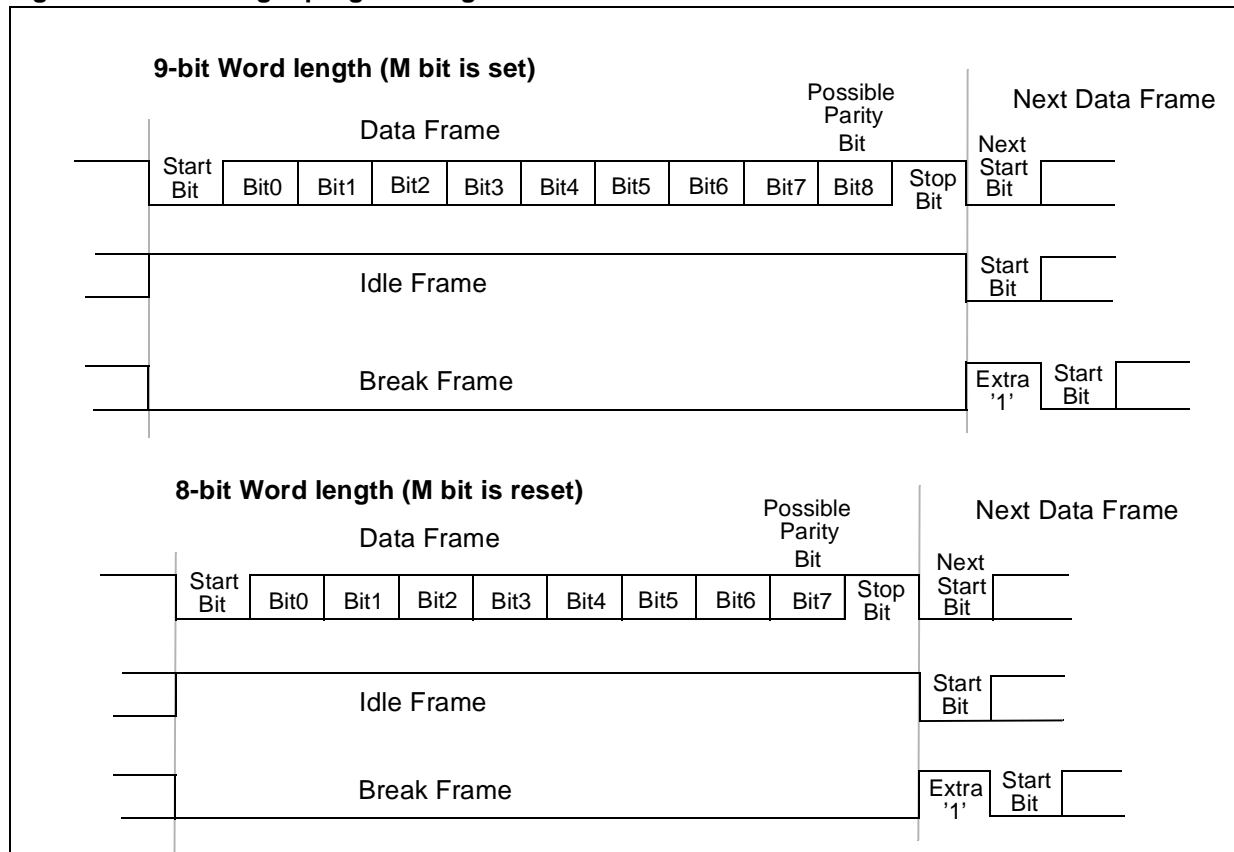 9-bit Word length (M bit is set)
Possible
Parity
Bit
Next Data Frame
Data Frame
Start
Bit
Bit0
Bit1
Bit2
Bit3
Bit4
Bit5
Bit6
Bit7
Bit8
Stop
Bit
Next
Start
Bit
Idle Frame
Start
Bit
Break Frame
Extra
'1'
Start
Bit
8-bit Word length (M bit is reset)
Possible
Parity
Bit
Next Data Frame
Data Frame
Start
Bit
Bit0
Bit1
Bit2
Bit3
Bit4
Bit5
Bit6
Bit7
Stop
Bit
Next
Start
Bit
Idle Frame
Start
Bit
Break Frame
Extra
'1'
Start
Bit